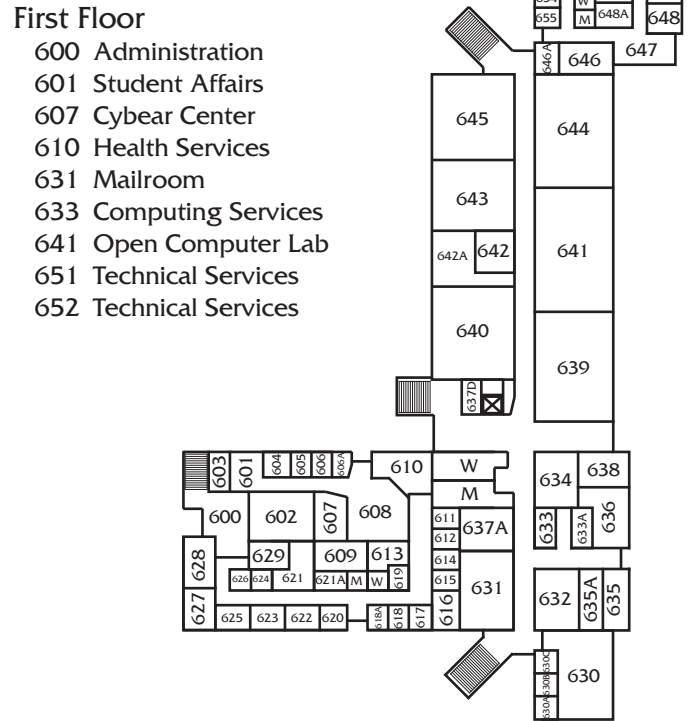 First Floor
600 Administration
601 Student Affairs
607 Cybear Center
610 Health Services
631 Mailroom
633 Computing Services
641 Open Computer Lab
651 Technical Services
652 Technical Services
W
655
M
648A
648
646A
646
647
645
644
643
642A
642
641
640
639
637D
603
601
604
605
606
606A
610
W
M
634
638
600
602
607
608
611
612
637A
633
633A
636
628
629
609
613
614
626
624
621
621A
M
W
619
615
631
632
635A
635
627
625
623
622
620
618A
618
617
616
630C
630B
630A
630